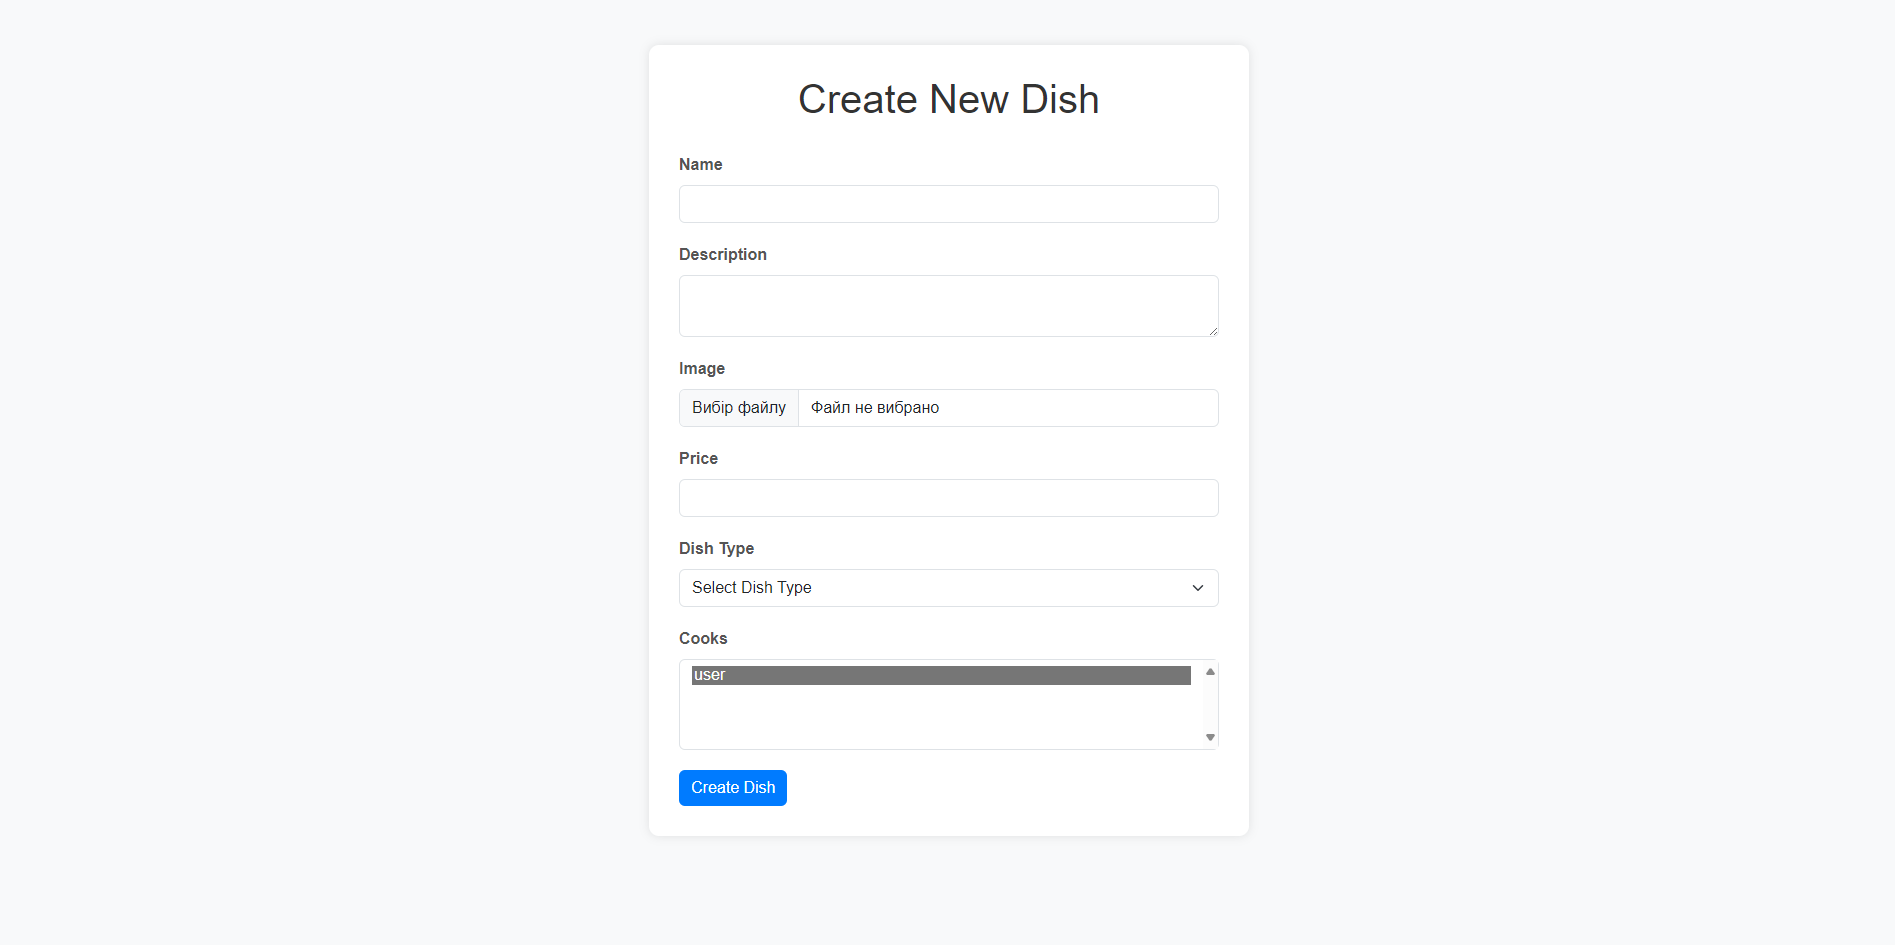 Create New Dish
Name
Description
Image
Вибір файлу Файл не вибрано
Price
Dish Type
Select Dish Type
Cooks
user
Create Dish